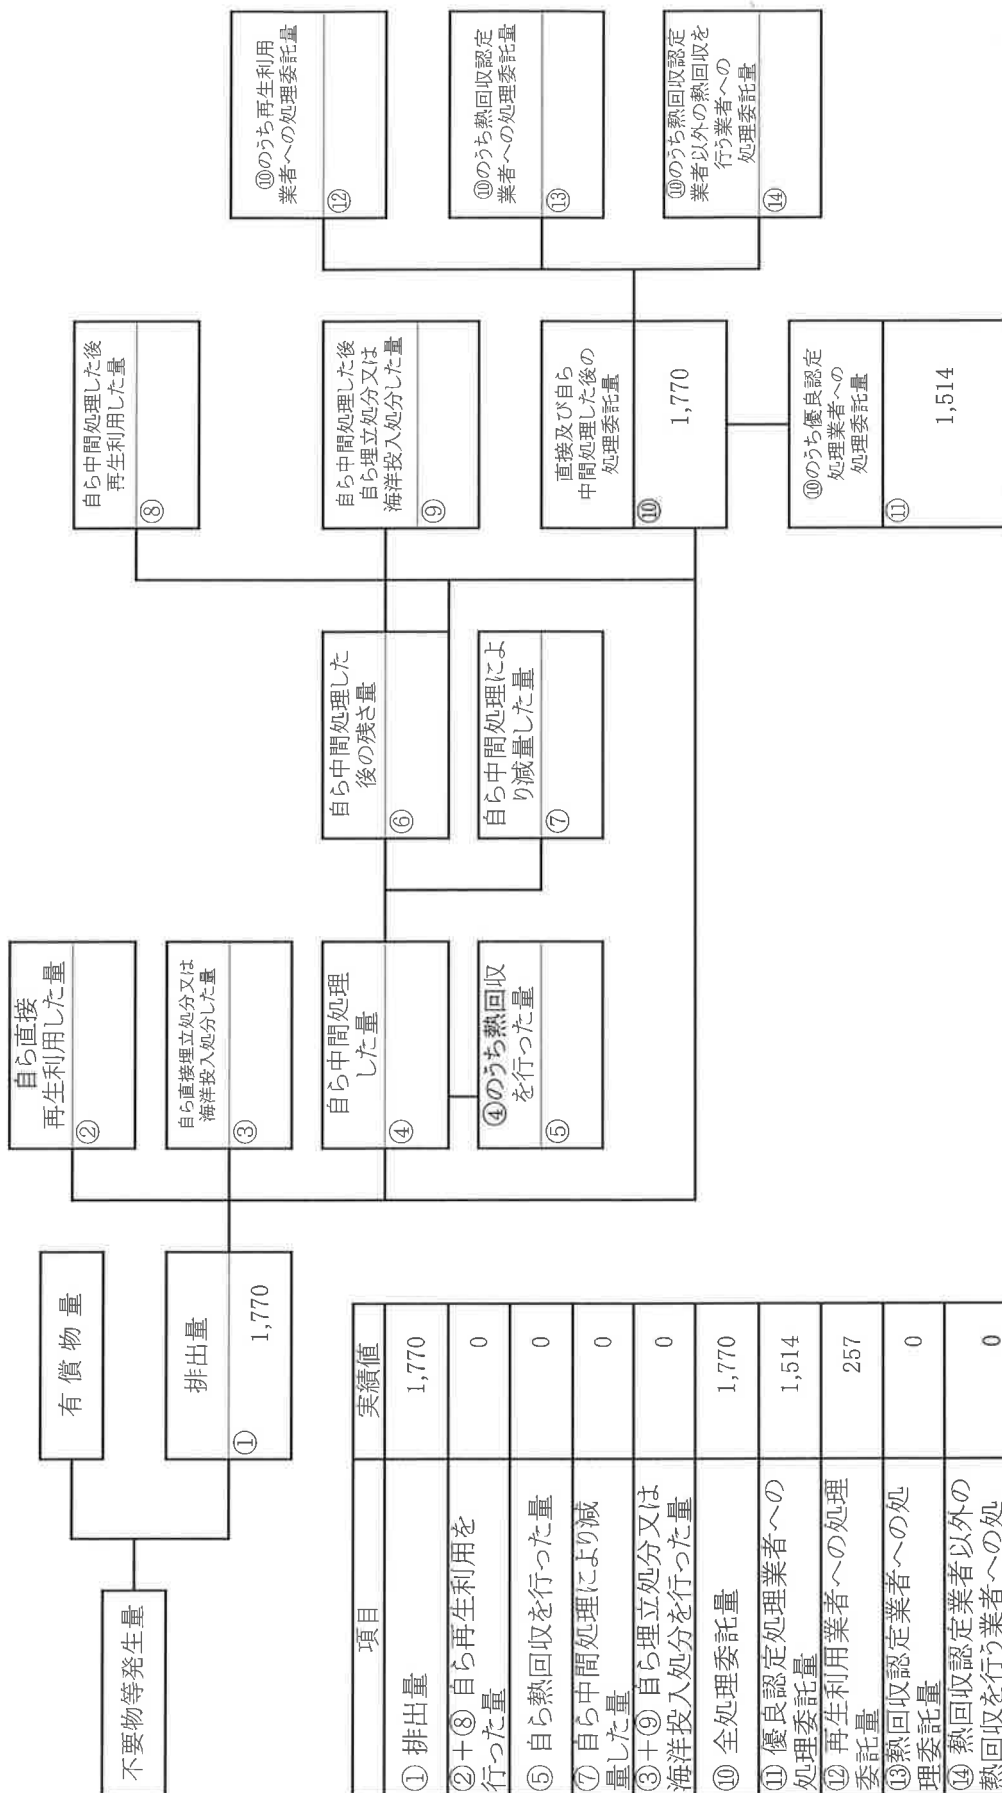 不要物等発生量
有償物量
排出量
①
1,770
自ら直接
再生利用した量
②
自ら直接埋立処分又は
海洋投入処分した量
③
自ら中間処理
した量
④
④のうち熱回収
を行った量
⑤
自ら中間処理した
後の残さ量
⑥
自ら中間処理によ
り減量した量
⑦
自ら中間処理した後
再生利用した量
⑧
自ら中間処理した後
自ら埋立処分又は
海洋投入処分した量
⑨
直接及び自ら
中間処理した後の
処理委託量
⑩
1,770
⑩のうち優良認定
処理業者への
処理委託量
⑪
1,514
⑩のうち再生利用
業者への処理委託量
⑫
⑩のうち熱回収認定
業者への処理委託量
⑬
⑩のうち熱回収認定
業者以外の熱回収を
行う業者への
処理委託量
⑭
項目 実績値
① 排出量 1,770
②+⑧ 自ら再生利用を
行った量 0
⑤ 自ら熱回収を行った量 0
⑦ 自ら中間処理により減
量した量 0
③+⑨ 自ら埋立処分又は
海洋投入処分を行った量 0
⑩ 全処理委託量 1,770
⑪ 優良認定処理業者への
処理委託量 1,514
⑫ 再生利用業者への処理
委託量 257
⑬熱回収認定業者への処
理委託量 0
⑭ 熱回収認定業者以外の
熱回収を行う業者への処 0